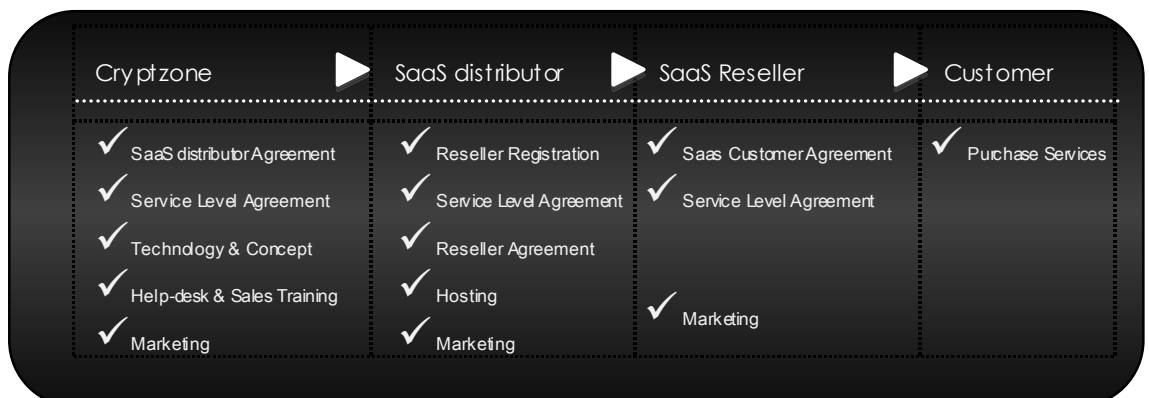 Cryptzone
SaaS distributor
SaaS Reseller
Customer
SaaS distributor Agreement
Service Level Agreement
Technology & Concept
Help-desk & Sales Training
Marketing
Reseller Registration
Service Level Agreement
Reseller Agreement
Hosting
Marketing
Saas Customer Agreement
Service Level Agreement
Marketing
Purchase Services